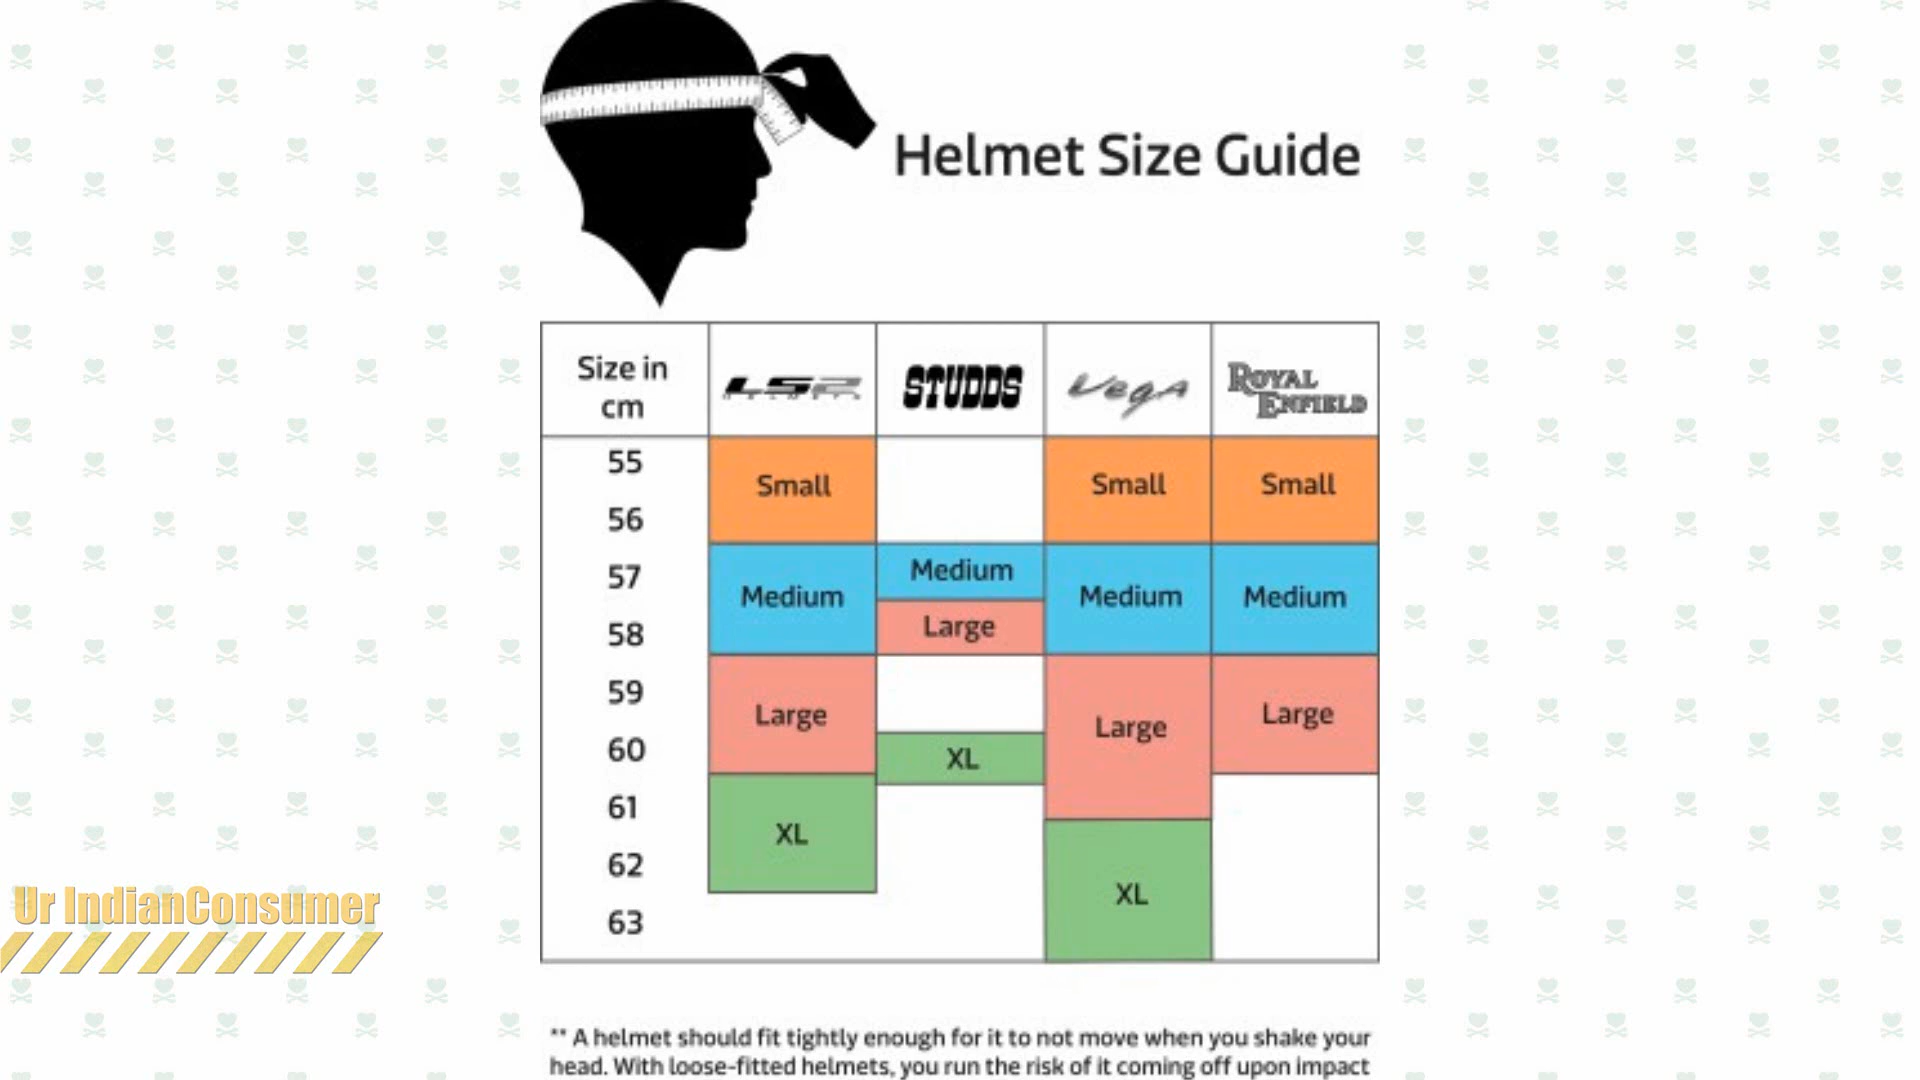 Helmet Size Guide
Size in
cm
LS2
HELMETS
STUDDS
Vega
ROYAL
ENFIELD
55
Small
Small
Small
56
57
Medium
Medium
Medium
Medium
58
Large
59
Large
Large
Large
60
XL
61
XL
62
XL
63
Ur IndianConsumer
** A helmet should fit tightly enough for it to not move when you shake your
head. With loose-fitted helmets, you run the risk of it coming off upon impact